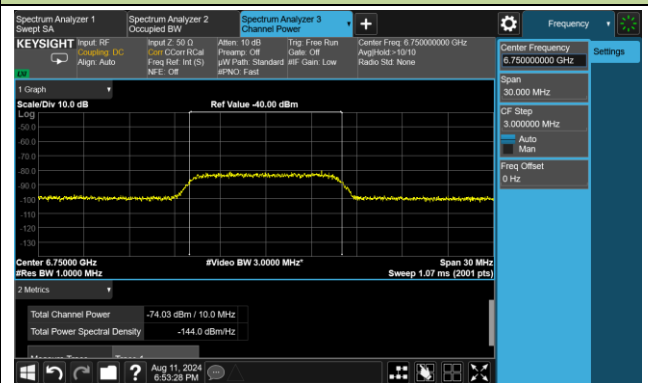 Spectrum Analyzer 1
Swept SA
Spectrum Analyzer 2
Occupied BW
Spectrum Analyzer 3
Channel Power
+
Frequency
KEYSIGHT
Input: RF
Coupling: DC
Align: Auto
Input Z: 50 Ω
Corr CCorr RCal
Freq Ref: Int (S)
NFE: Off
Atten: 10 dB
Preamp: Off
µW Path: Standard
#PNO: Fast
Trig: Free Run
Gate: Off
#IF Gain: Low
Center Freq: 6.750000000 GHz
Avg|Hold:>10/10
Radio Std: None
Center Frequency
6.750000000 GHz
Settings
Span
30.000 MHz
CF Step
3.000000 MHz
Auto
Man
Freq Offset
0 Hz
1 Graph
Scale/Div 10.0 dB
Ref Value -40.00 dBm
Log
-50.0
-60.0
-70.0
-80.0
-90.0
-100
-110
-120
-130
Center 6.75000 GHz
#Video BW 3.0000 MHz*
Span 30 MHz
#Res BW 1.0000 MHz
Sweep 1.07 ms (2001 pts)
2 Metrics
Total Channel Power
-74.03 dBm / 10.0 MHz
Total Power Spectral Density
-144.0 dBm/Hz
?
Aug 11, 2024
6:53:28 PM